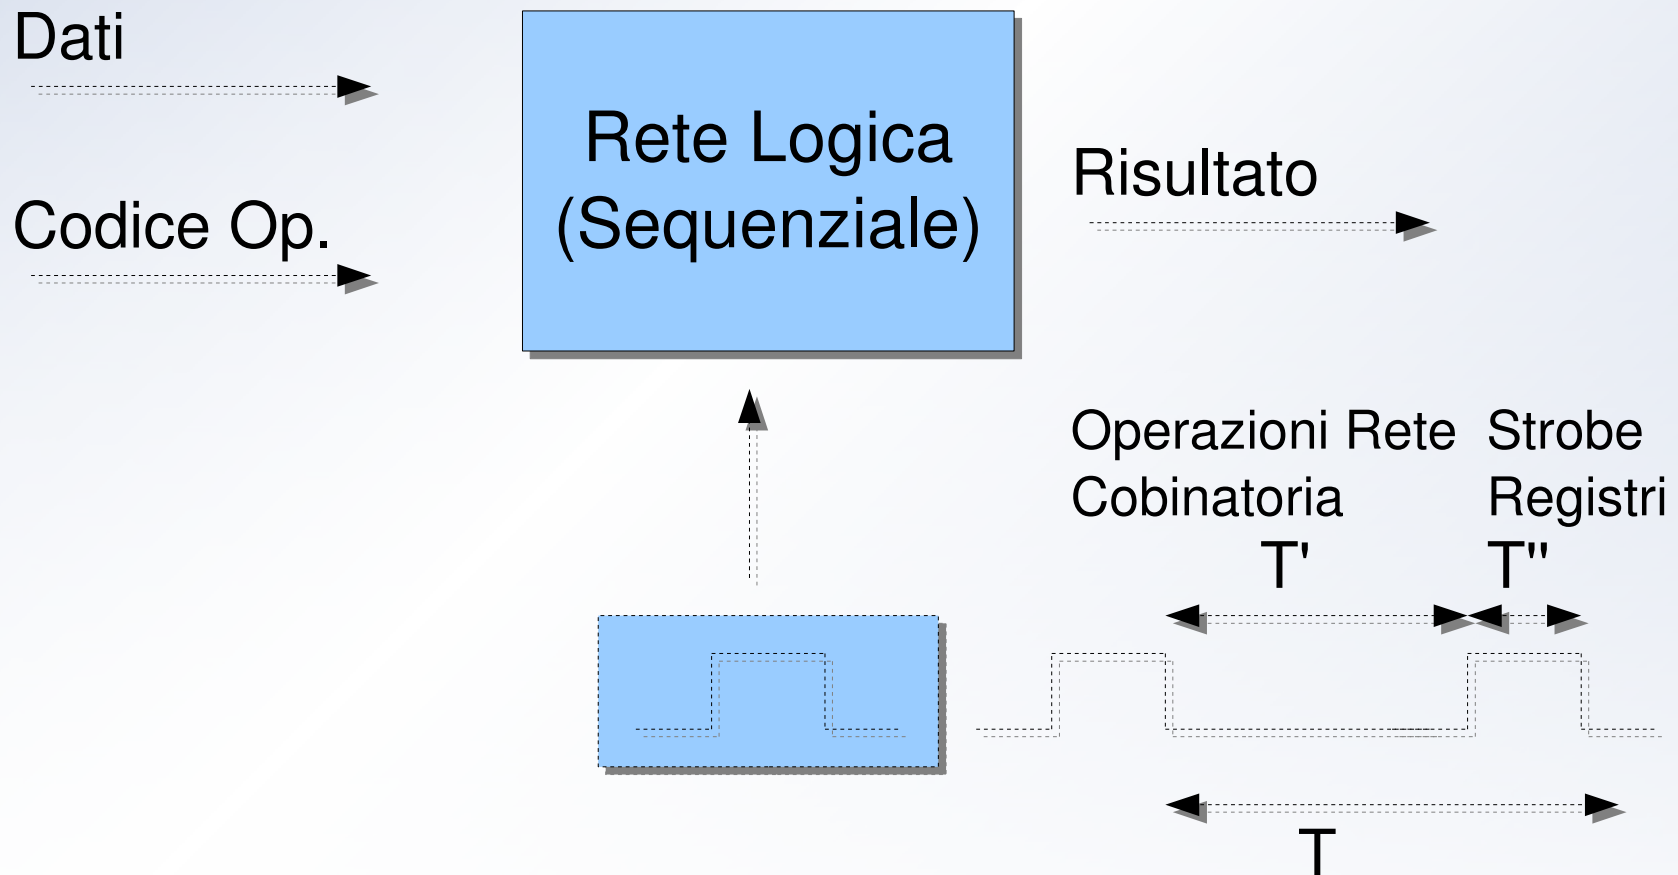 Dati
Codice Op.
Rete Logica
(Sequenziale)
Risultato
Operazioni Rete
Cobinatoria
T'
Strobe
Registri
T''
T